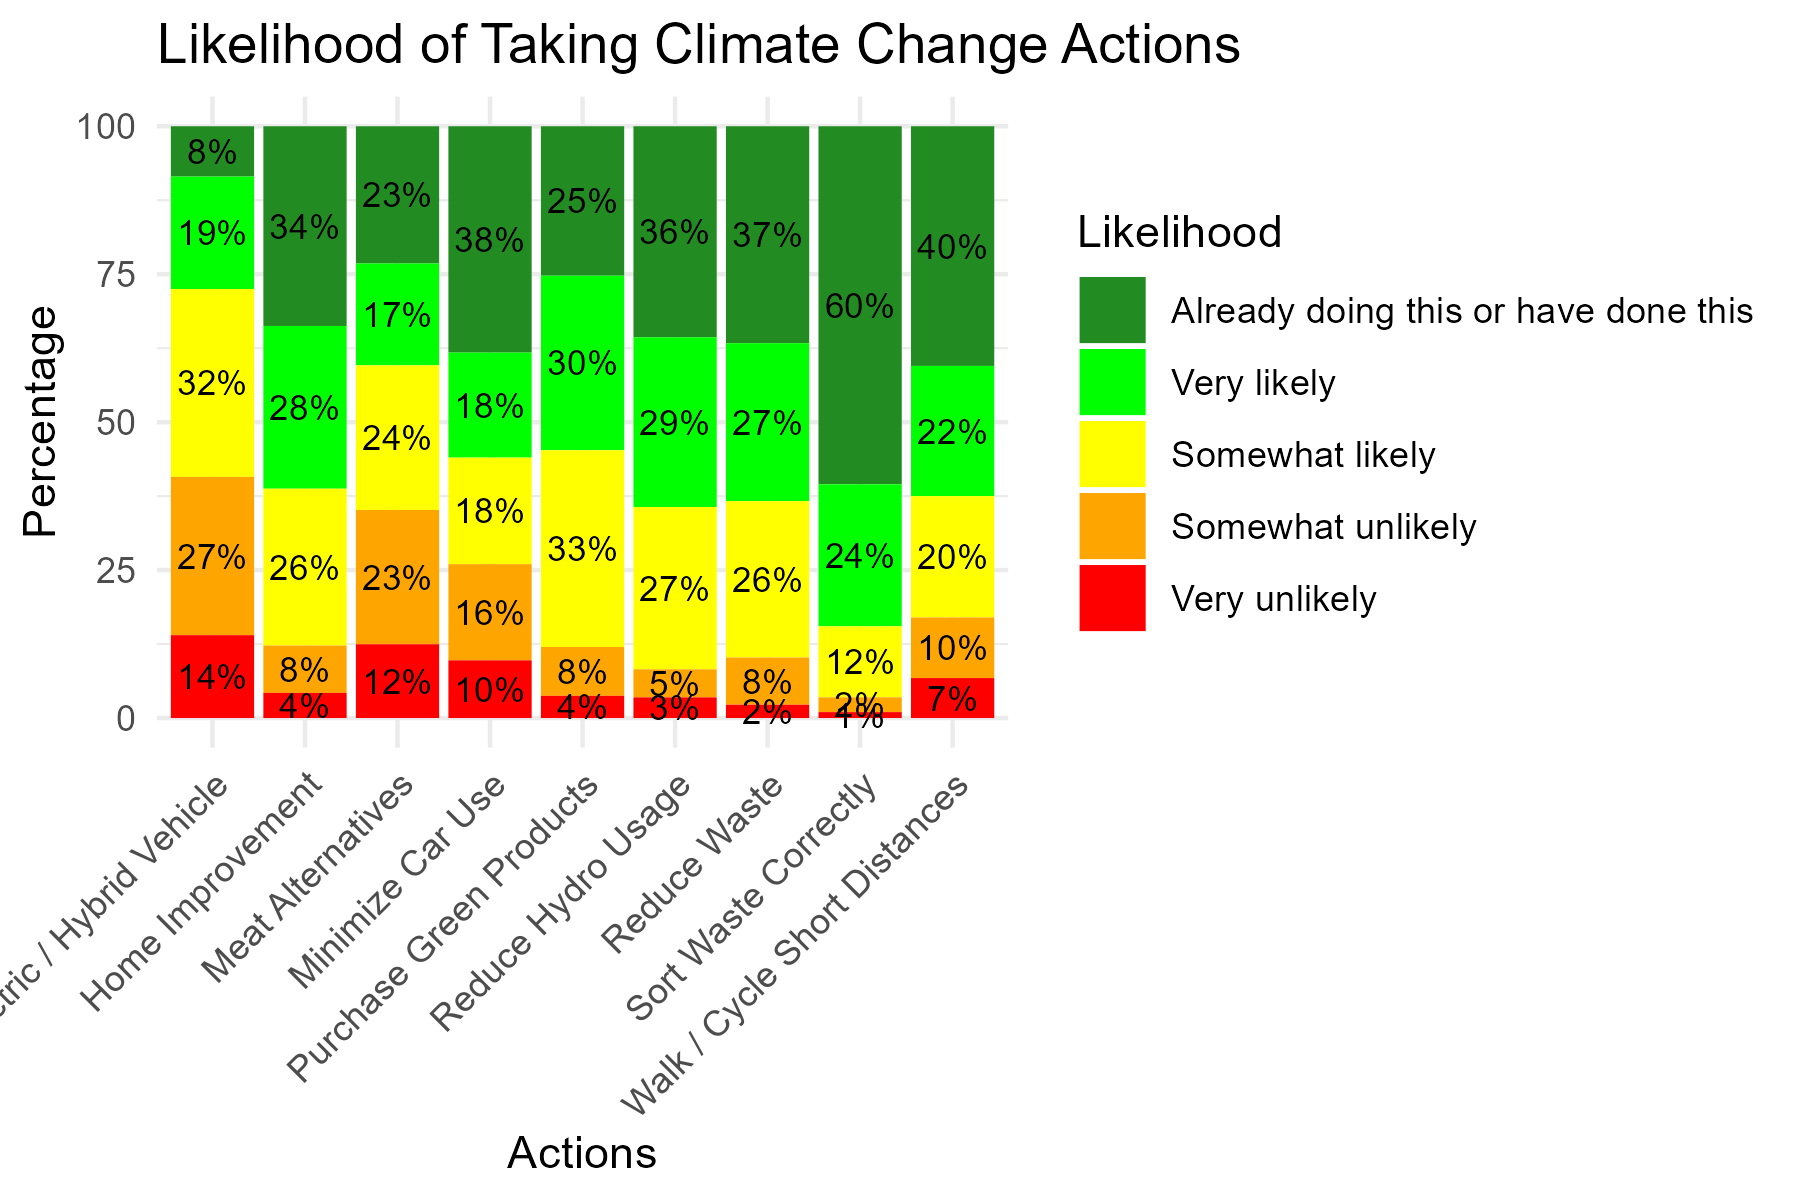 Likelihood of Taking Climate Change Actions
Percentage
100
75
50
25
0
8%
19%
32%
27%
14%
34%
28%
26%
8%
4%
23%
17%
24%
23%
12%
38%
18%
18%
16%
10%
25%
30%
33%
8%
4%
36%
29%
27%
5%
3%
37%
27%
26%
8%
2%
60%
24%
12%
2%
1%
40%
22%
20%
10%
7%
tric / Hybrid Vehicle
Home Improvement
Meat Alternatives
Minimize Car Use
Purchase Green Products
Reduce Hydro Usage
Reduce Waste
Sort Waste Correctly
Walk / Cycle Short Distances
Actions
Likelihood
Already doing this or have done this
Very likely
Somewhat likely
Somewhat unlikely
Very unlikely